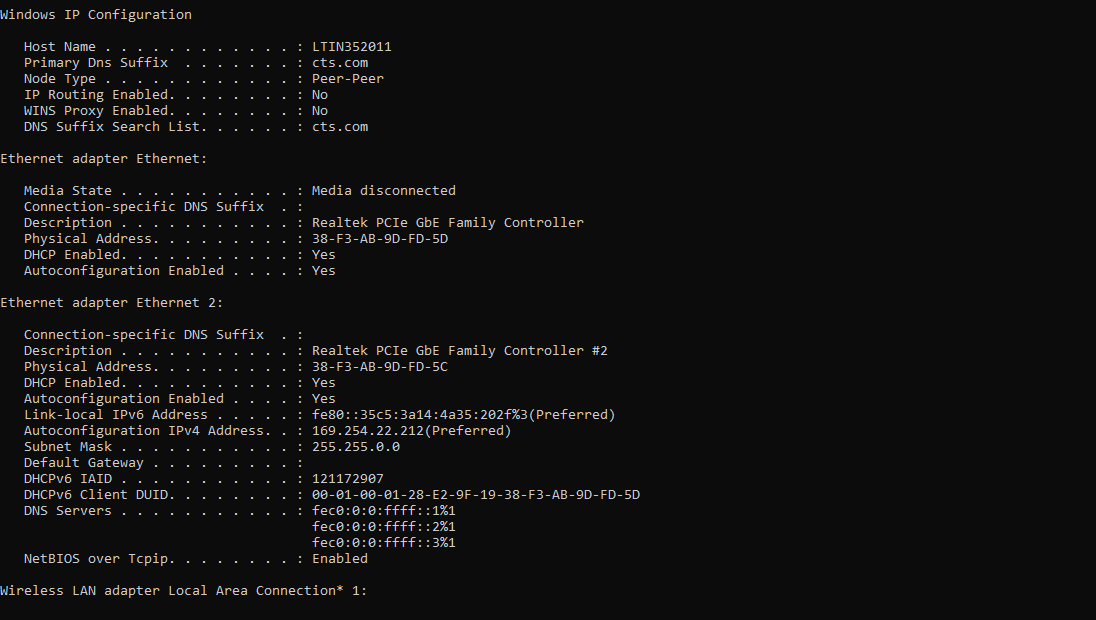 Windows IP Configuration
Host Name . . . . . . . . . . . . : LTIN352011
Primary Dns Suffix  . . . . . . . : cts.com
Node Type . . . . . . . . . . . . : Peer-Peer
IP Routing Enabled. . . . . . . . : No
WINS Proxy Enabled. . . . . . . . : No
DNS Suffix Search List. . . . . . : cts.com
Ethernet adapter Ethernet:
Media State . . . . . . . . . . . : Media disconnected
Connection-specific DNS Suffix  . :
Description . . . . . . . . . . . : Realtek PCIe GbE Family Controller
Physical Address. . . . . . . . . : 38-F3-AB-9D-FD-5D
DHCP Enabled. . . . . . . . . . . : Yes
Autoconfiguration Enabled . . . . : Yes
Ethernet adapter Ethernet 2:
Connection-specific DNS Suffix  . :
Description . . . . . . . . . . . : Realtek PCIe GbE Family Controller #2
Physical Address. . . . . . . . . : 38-F3-AB-9D-FD-5C
DHCP Enabled. . . . . . . . . . . : Yes
Autoconfiguration Enabled . . . . : Yes
Link-local IPv6 Address . . . . . : fe80::35c5:3a14:4a35:202f%3(Preferred)
Autoconfiguration IPv4 Address. . : 169.254.22.212(Preferred)
Subnet Mask . . . . . . . . . . . : 255.255.0.0
Default Gateway . . . . . . . . . :
DHCPv6 IAID . . . . . . . . . . . : 121172907
DHCPv6 Client DUID. . . . . . . . : 00-01-00-01-28-E2-9F-19-38-F3-AB-9D-FD-5D
DNS Servers . . . . . . . . . . . : fec0:0:0:ffff::1%1
fec0:0:0:ffff::2%1
fec0:0:0:ffff::3%1
NetBIOS over Tcpip. . . . . . . . : Enabled
Wireless LAN adapter Local Area Connection* 1: